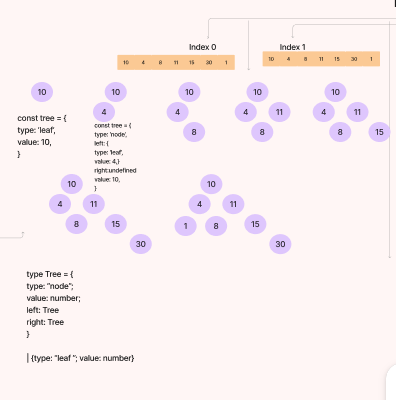 Index 0
Index 1
10 4 8 11 15 30 1
10 4 8 11 15 30 1
10
10
10
10
10
4
4
4 11
4 11
8
8
8 15
const tree = {
type: 'leaf',
value: 10,
}
const tree = {
type: 'node',
left: {
type: 'leaf',
value: 4,}
right:undefined
value: 10,
}
10
4 11
8 15
30
10
4 11
1 8 15
30
type Tree = {
type: "node";
value: number;
left: Tree
right: Tree
}
| {type: "leaf "; value: number}